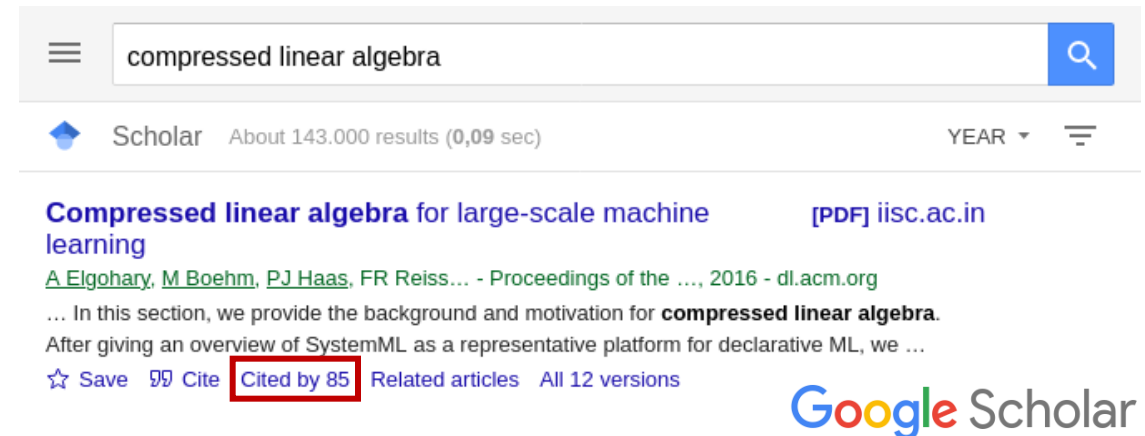 compressed linear algebra
Scholar About 143.000 results (0,09 sec) YEAR
Compressed linear algebra for large-scale machine [PDF] iisc.ac.in
learning
A Elgohary, M Boehm, PJ Haas, FR Reiss... - Proceedings of the …, 2016 - dl.acm.org
… In this section, we provide the background and motivation for compressed linear algebra.
After giving an overview of SystemML as a representative platform for declarative ML, we …
Save Cite Cited by 85 Related articles All 12 versions
Google Scholar